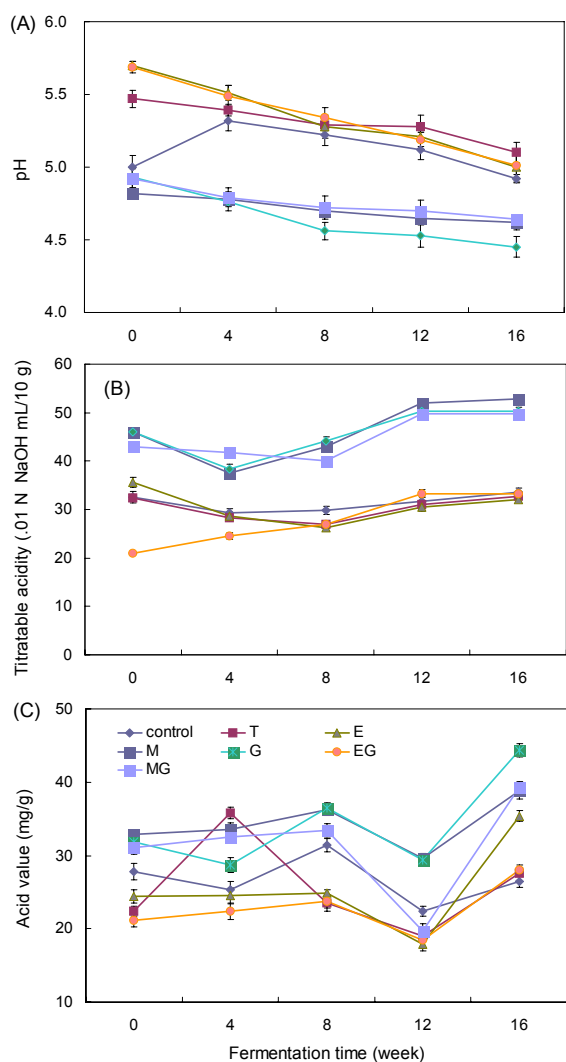 (A)
6.0
5.5
5.0
4.5
4.0
pH
0 4 8 12 16
(B)
60
50
40
30
20
10
0
Titratable acidity (.01 N NaOH mL/10 g)
0 4 8 12 16
(C)
50
40
30
20
10
Acid value (mg/g)
control T E
M G EG
MG
0 4 8 12 16
Fermentation time (week)